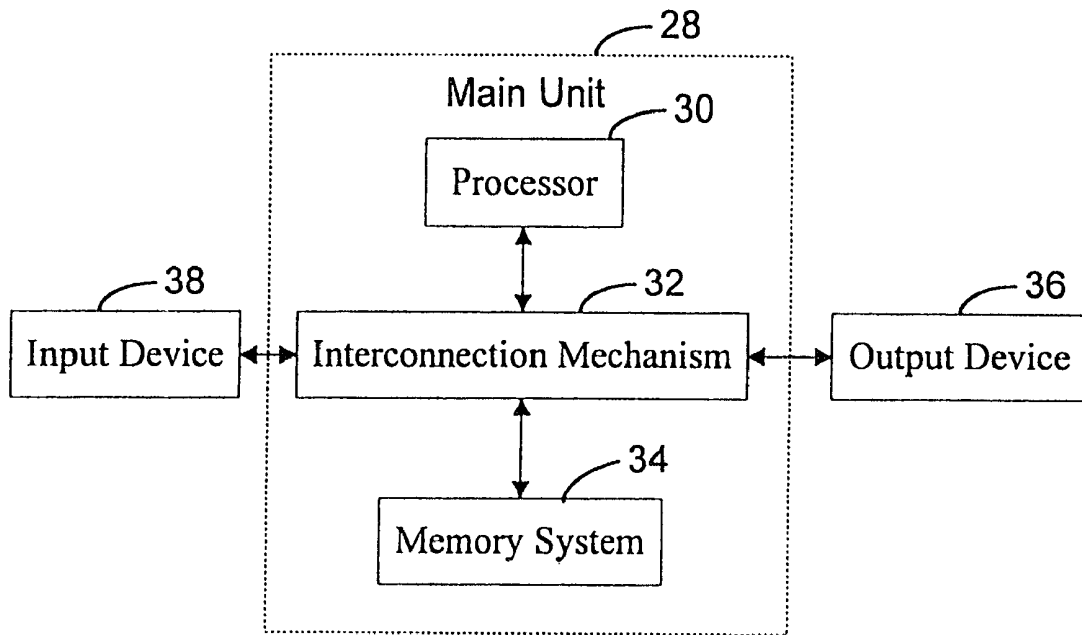 28
Main Unit
30
Processor
38
32
36
Input Device
Interconnection Mechanism
Output Device
34
Memory System